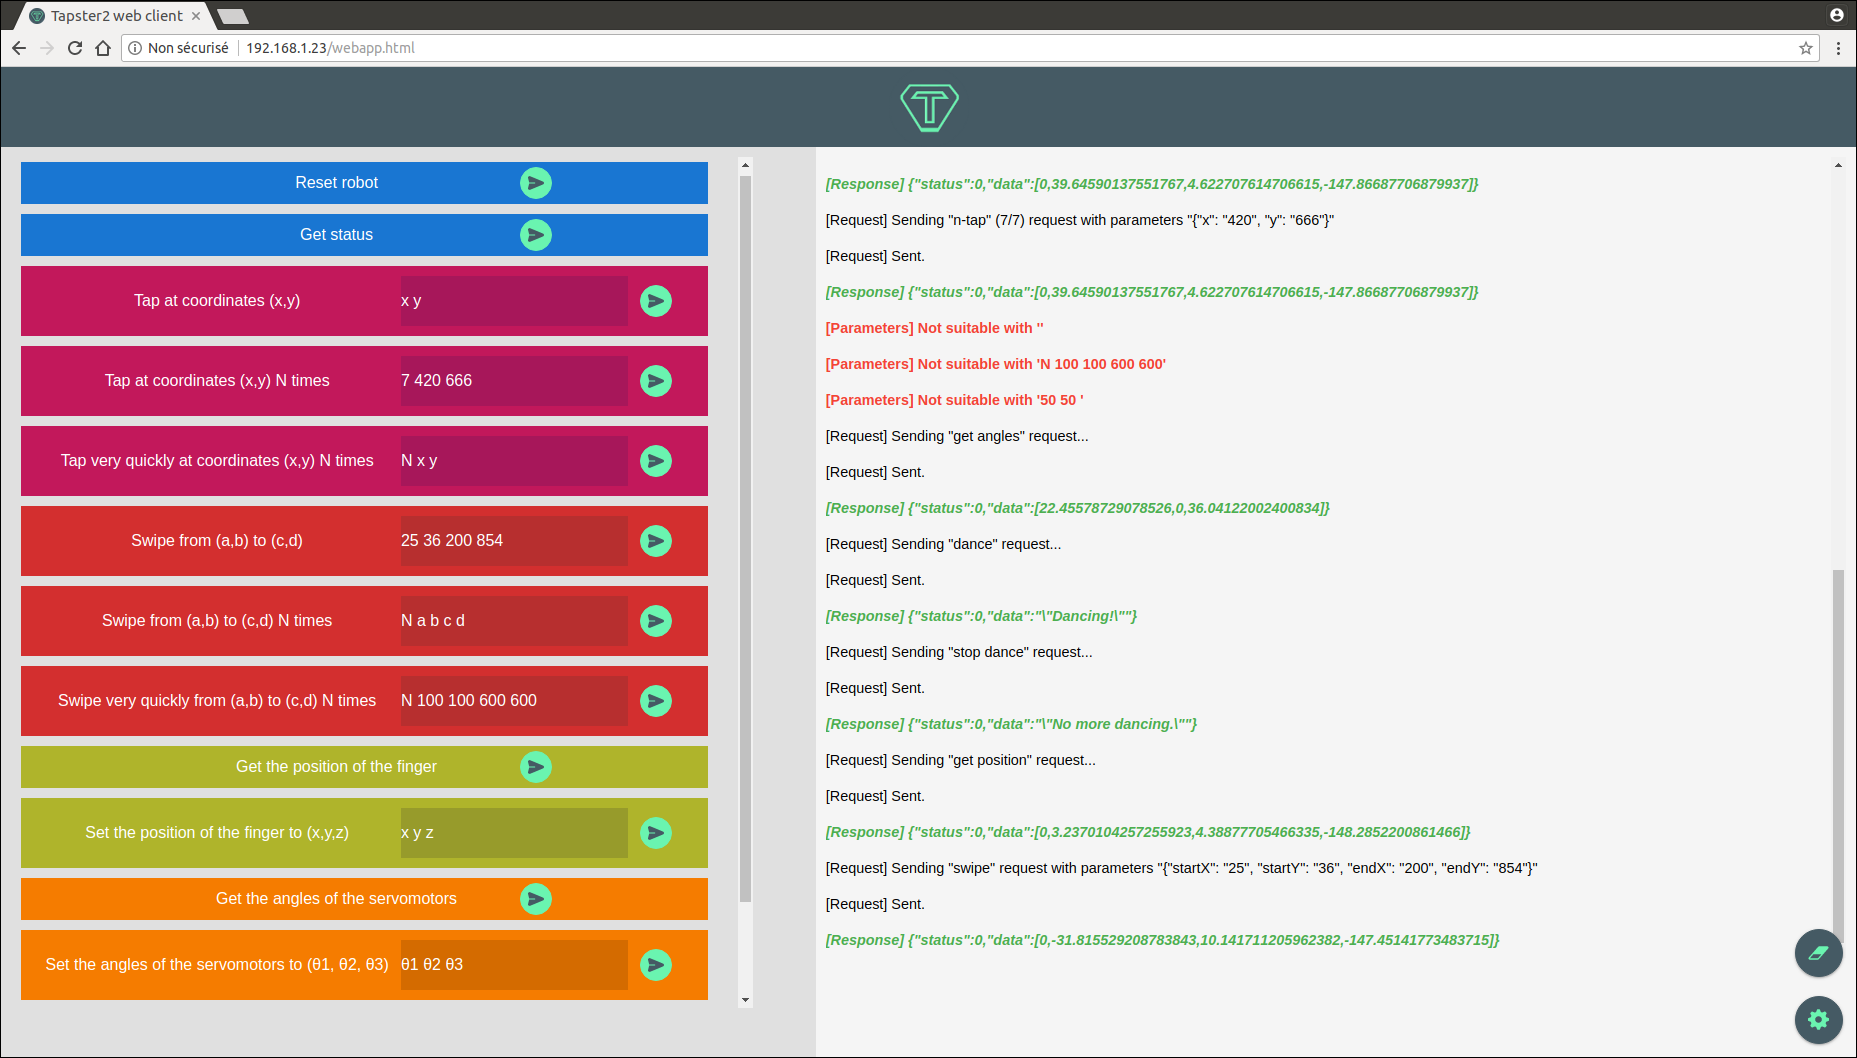 Tapster2 web client
Non sécurisé 192.168.1.23/webapp.html
T
Reset robot
Get status
Tap at coordinates (x,y) x y
Tap at coordinates (x,y) N times 7 420 666
Tap very quickly at coordinates (x,y) N times N x y
Swipe from (a,b) to (c,d) 25 36 200 854
Swipe from (a,b) to (c,d) N times N a b c d
Swipe very quickly from (a,b) to (c,d) N times N 100 100 600 600
Get the position of the finger
Set the position of the finger to (x,y,z) x y z
Get the angles of the servomotors
Set the angles of the servomotors to (θ1, θ2, θ3) θ1 θ2 θ3
[Response] {"status":0,"data":[0,39.64590137551767,4.622707614706615,-147.86687706879937]}
[Request] Sending "n-tap" (7/7) request with parameters "{"x": "420", "y": "666"}"
[Request] Sent.
[Response] {"status":0,"data":[0,39.64590137551767,4.622707614706615,-147.86687706879937]}
[Parameters] Not suitable with ''
[Parameters] Not suitable with 'N 100 100 600 600'
[Parameters] Not suitable with '50 50 '
[Request] Sending "get angles" request...
[Request] Sent.
[Response] {"status":0,"data":[22.45578729078526,0,36.04122002400834]}
[Request] Sending "dance" request...
[Request] Sent.
[Response] {"status":0,"data":"\"Dancing!\""}
[Request] Sending "stop dance" request...
[Request] Sent.
[Response] {"status":0,"data":"\"No more dancing.\""}
[Request] Sending "get position" request...
[Request] Sent.
[Response] {"status":0,"data":[0,3.2370104257255923,4.38877705466335,-148.2852200861466]}
[Request] Sending "swipe" request with parameters "{"startX": "25", "startY": "36", "endX": "200", "endY": "854"}"
[Request] Sent.
[Response] {"status":0,"data":[0,-31.815529208783843,10.141711205962382,-147.45141773483715]}